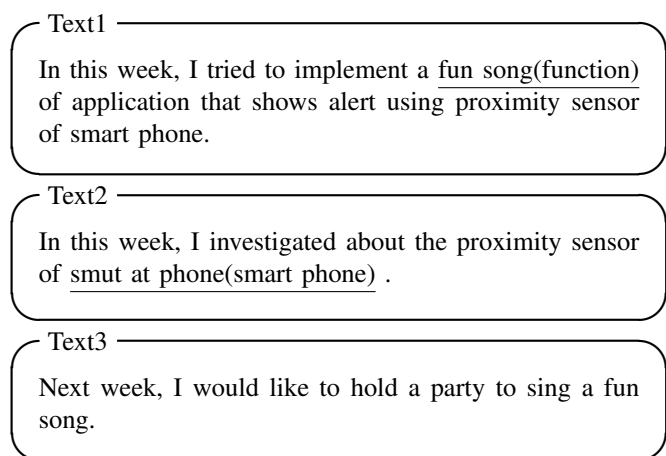 Text1
In this week, I tried to implement a fun song(function)
of application that shows alert using proximity sensor
of smart phone.
Text2
In this week, I investigated about the proximity sensor
of smut at phone(smart phone) .
Text3
Next week, I would like to hold a party to sing a fun
song.